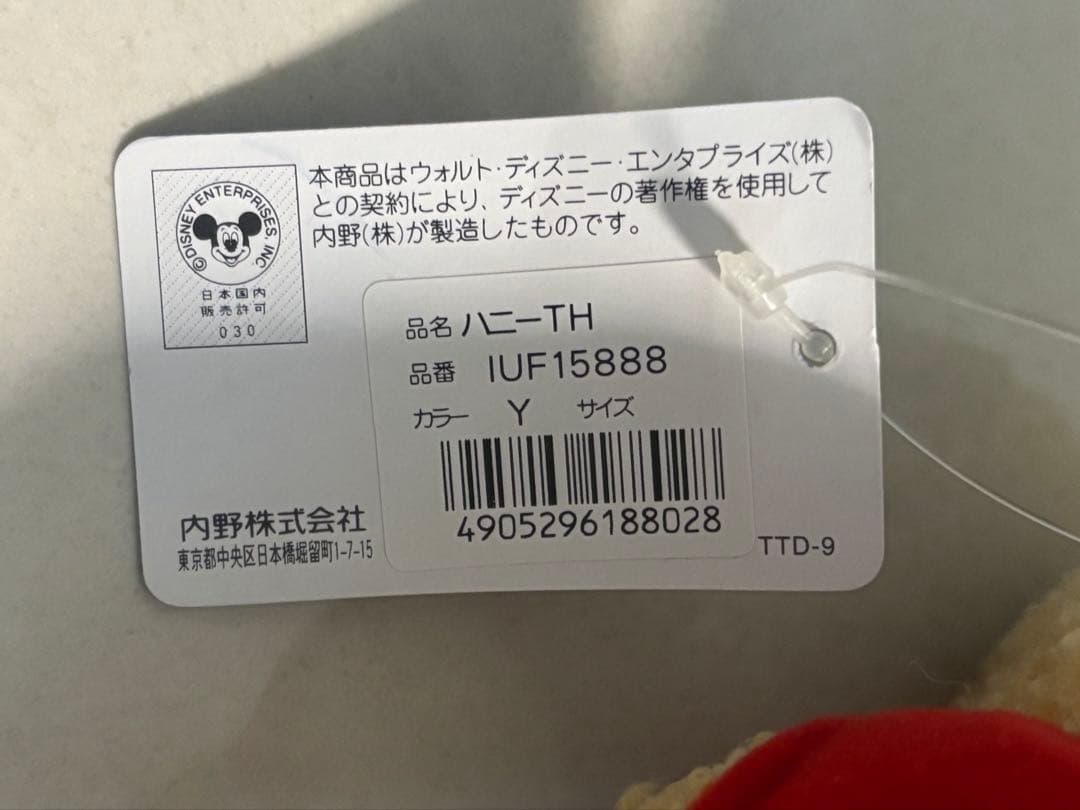 本商品はウォルト・ディズニー・エンタプライズ(株)
との契約により、ディズニーの著作権を使用して
内野(株)が製造したものです。
©DISNEY ENTERPRISES, INC.
日本国内
販売許可
030
品名 ハニーTH
品番 IUF15888
カラー Y サイズ
4905296188028
内野株式会社
東京都中央区日本橋堀留町1-7-15
TTD-9